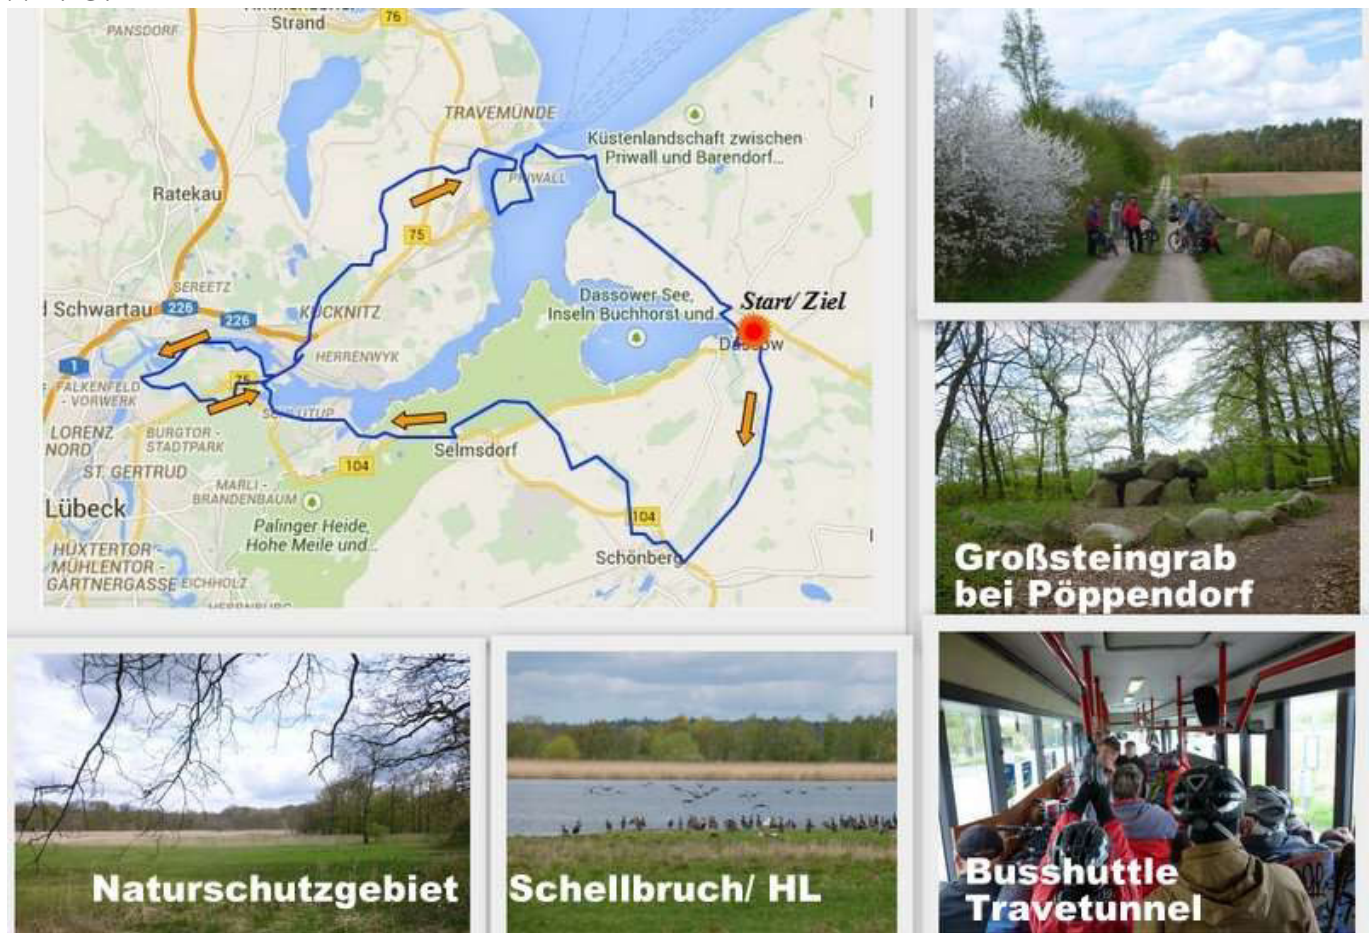 Strand
76
PANSDORF
TRAVEMÜNDE
Küstenlandschaft zwischen
Priwall und Barendorf...
PRIWALL
Ratekau
75
SEREETZ
Dassower See,
Inseln Buchhorst und...
Start/ Ziel
d Schwartau
226
226
KÜCKNITZ
Dassow
1
HERRENWYK
FALKENFELD
- VORWERK
75
SCHLUTUP
LORENZ
NORD
BURGTOR -
STADTPARK
Selmsdorf
104
ST. GERTRUD
MARLI -
BRANDENBAUM
Lübeck
Palinger Heide,
Hohe Meile und...
104
Schönberg
HÜXTERTOR -
MÜHLENTOR -
GÄRTNERGASSE
EICHHOLZ
HERRNBURG
Großsteingrab
bei Pöppendorf
Naturschutzgebiet
Schellbruch/ HL
Busshuttle
Travetunnel